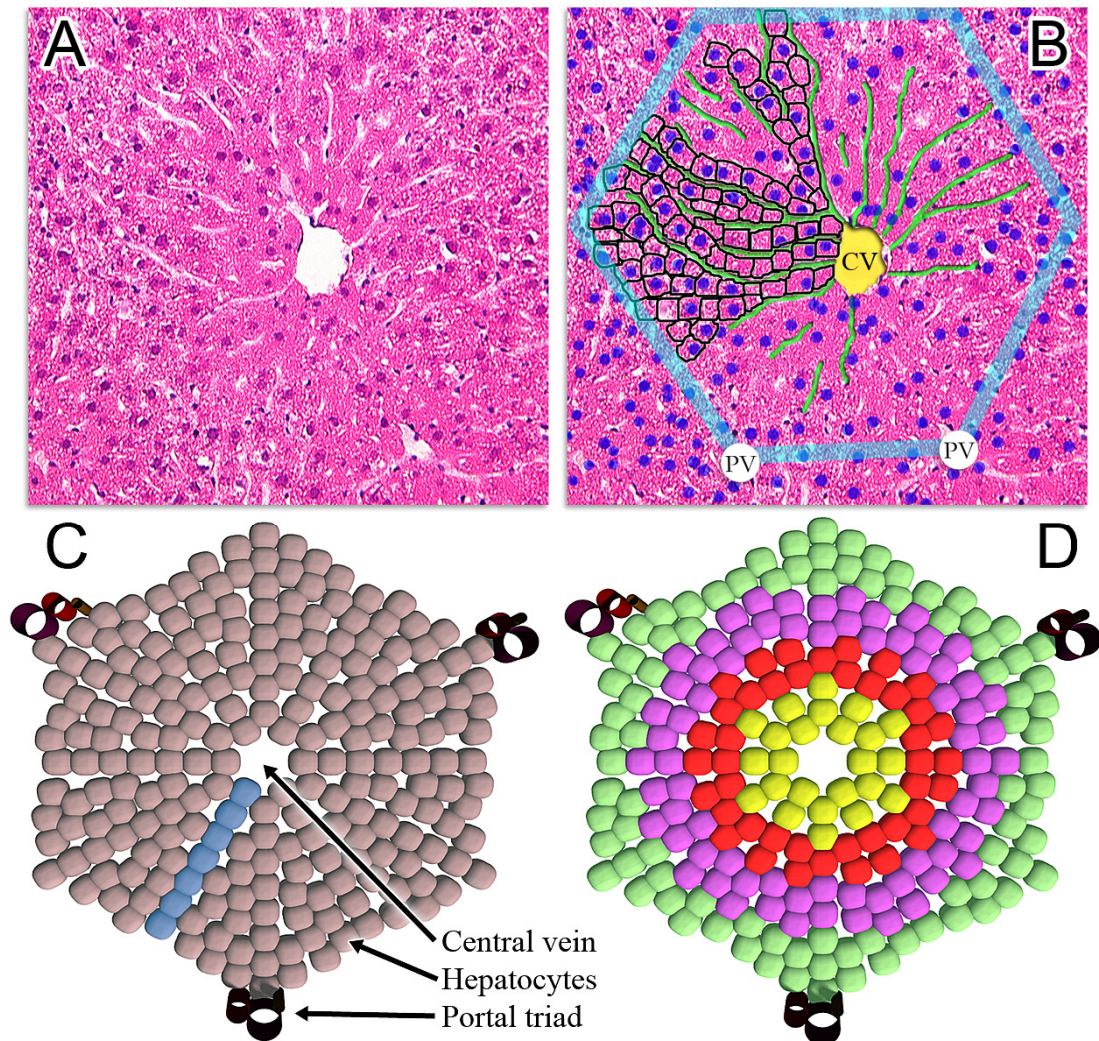 A
B
CV
PV
PV
C
D
Central vein
Hepatocytes
Portal triad